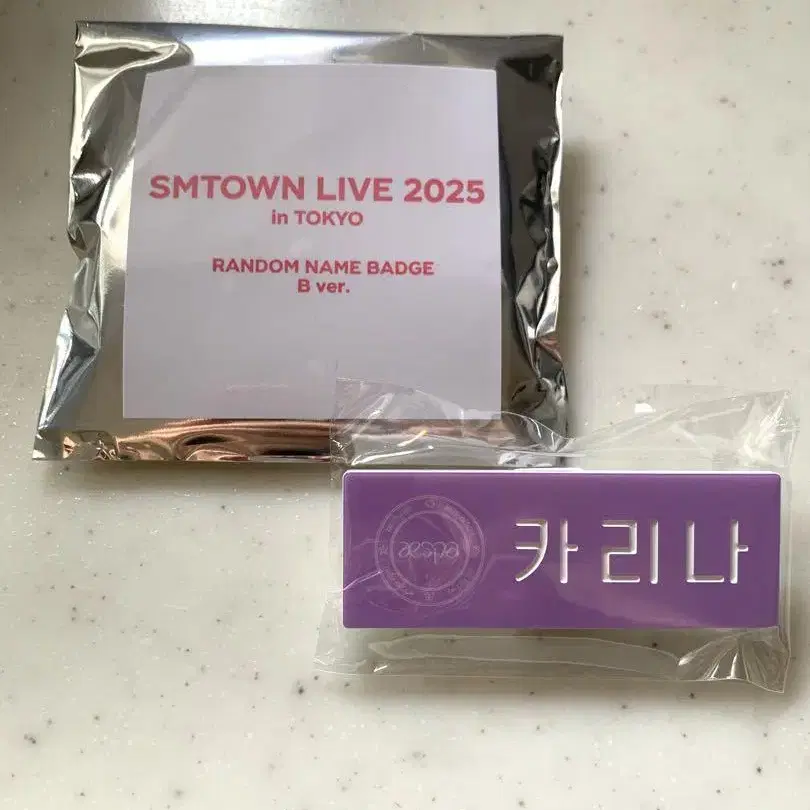 SMTOWN LIVE 2025
in TOKYO
RANDOM NAME BADGE
B ver.
카리나